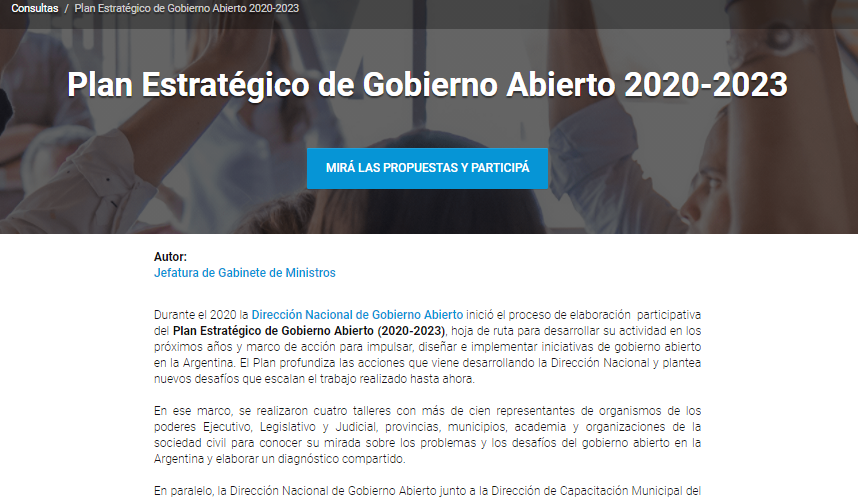 Consultas / Plan Estratégico de Gobierno Abierto 2020-2023
Plan Estratégico de Gobierno Abierto 2020-2023
MIRÁ LAS PROPUESTAS Y PARTICIPÁ
Autor:
Jefatura de Gabinete de Ministros
Durante el 2020 la Dirección Nacional de Gobierno Abierto inició el proceso de elaboración participativa
del Plan Estratégico de Gobierno Abierto (2020-2023), hoja de ruta para desarrollar su actividad en los
próximos años y marco de acción para impulsar, diseñar e implementar iniciativas de gobierno abierto
en la Argentina. El Plan profundiza las acciones que viene desarrollando la Dirección Nacional y plantea
nuevos desafíos que escalan el trabajo realizado hasta ahora.
En ese marco, se realizaron cuatro talleres con más de cien representantes de organismos de los
poderes Ejecutivo, Legislativo y Judicial, provincias, municipios, academia y organizaciones de la
sociedad civil para conocer su mirada sobre los problemas y los desafíos del gobierno abierto en la
Argentina y elaborar un diagnóstico compartido.
En paralelo, la Dirección Nacional de Gobierno Abierto junto a la Dirección de Capacitación Municipal del